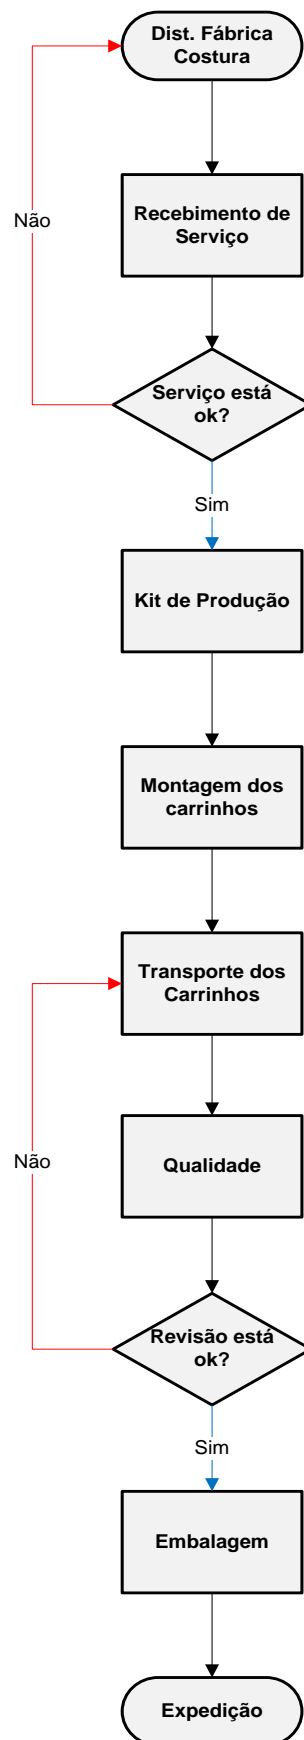 Dist. Fábrica
Costura
Recebimento de
Serviço
Não
Serviço está
ok?
Sim
Kit de Produção
Montagem dos
carrinhos
Transporte dos
Carrinhos
Qualidade
Não
Revisão está
ok?
Sim
Embalagem
Expedição